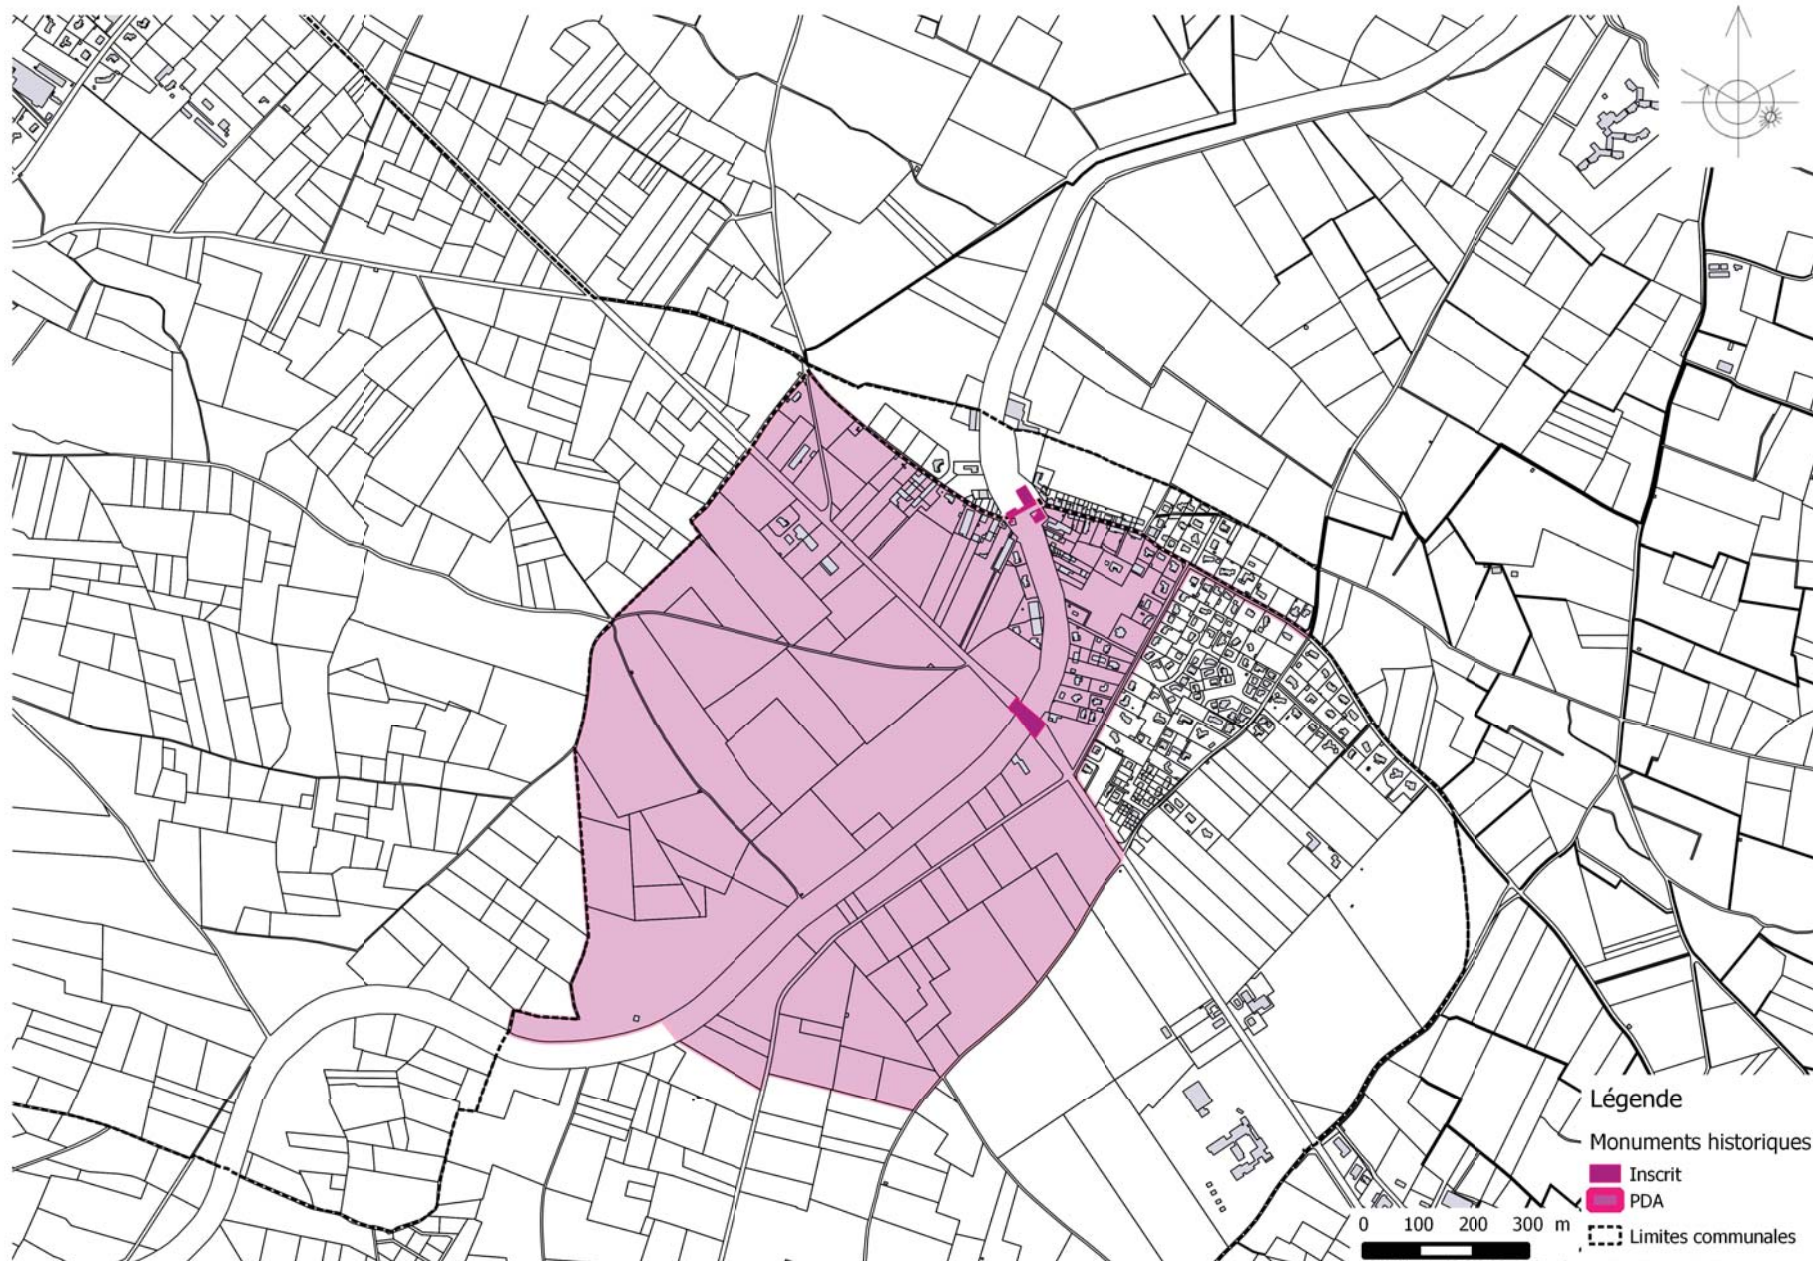 Légende
Monuments historiques
Inscrit
PDA
Limites communales
0 100 200 300 m